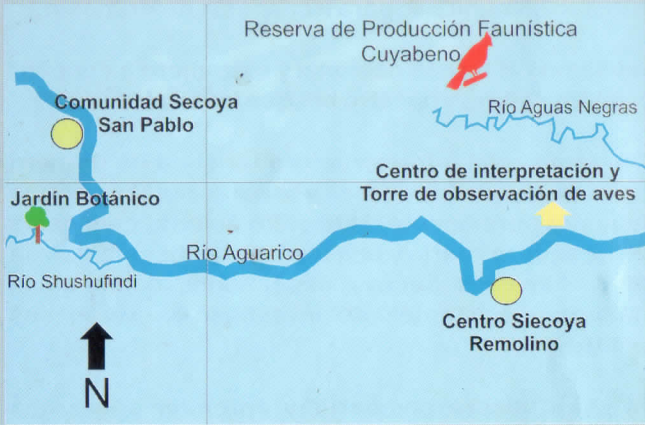 Reserva de Producción Faunística
Cuyabeno
Comunidad Secoya
San Pablo
Río Aguas Negras
Centro de interpretación y
Torre de observación de aves
Jardín Botánico
Río Aguarico
Río Shushufindi
Centro Siecoya
Remolino
N